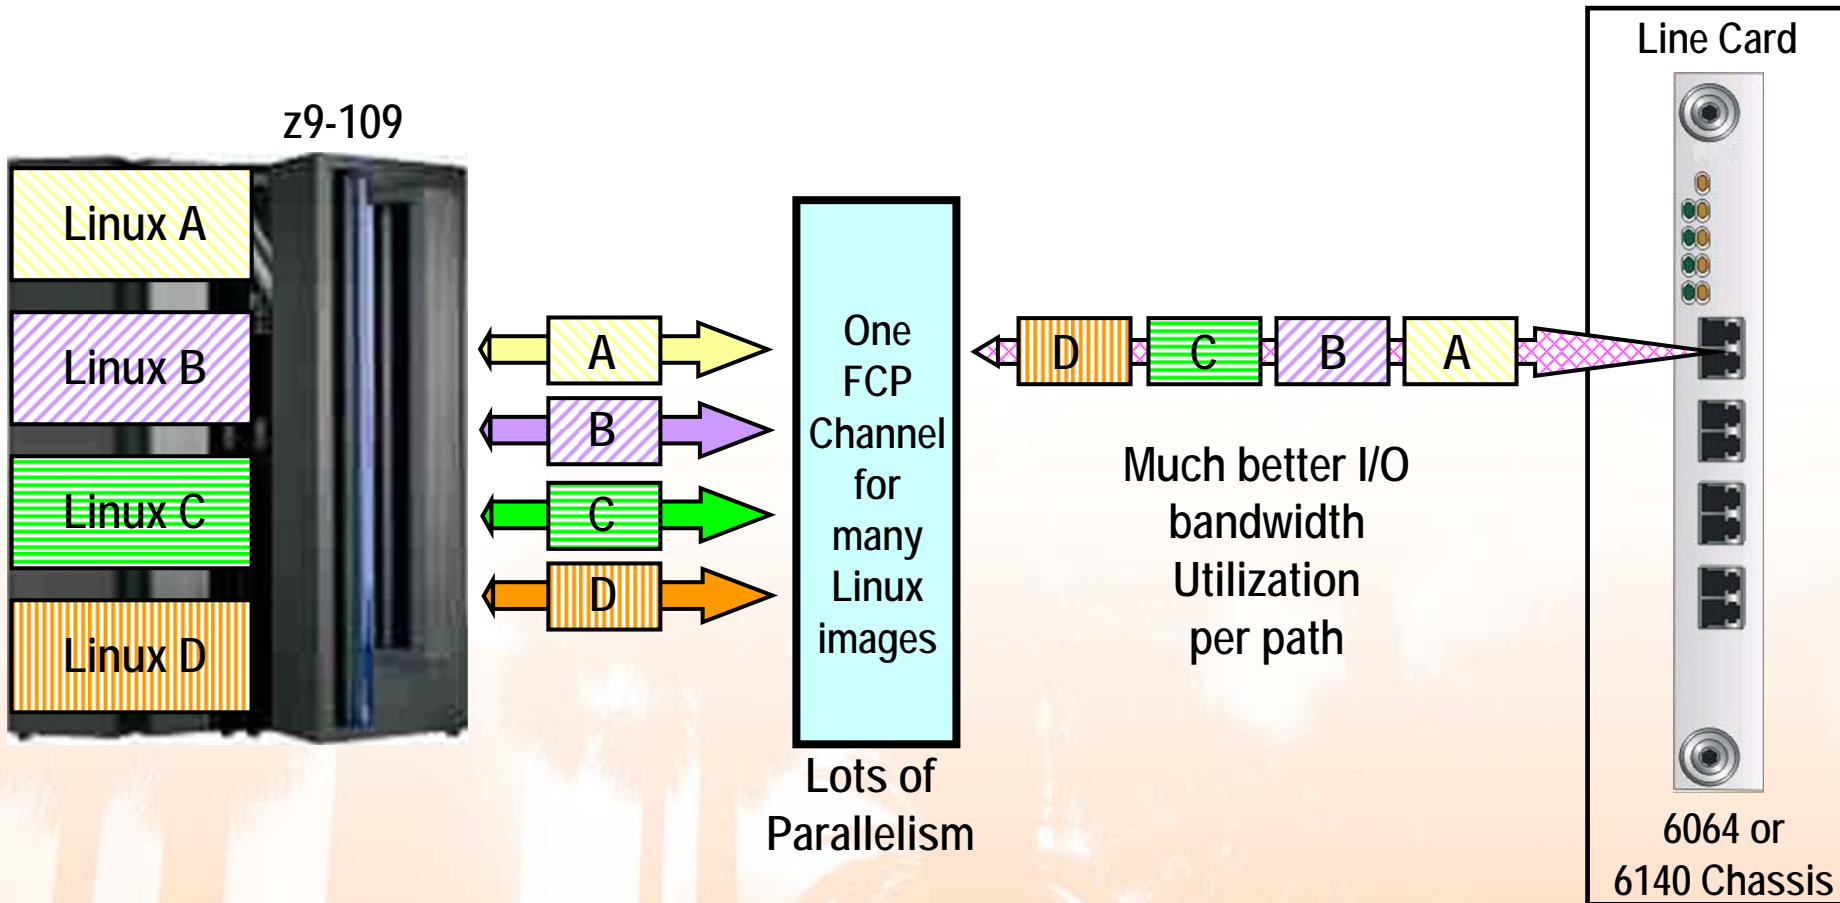 z9-109
Linux A
Linux B
Linux C
Linux D
A
B
C
D
One
FCP
Channel
for
many
Linux
images
Lots of
Parallelism
D
C
B
A
Much better I/O
bandwidth
Utilization
per path
Line Card
6064 or
6140 Chassis